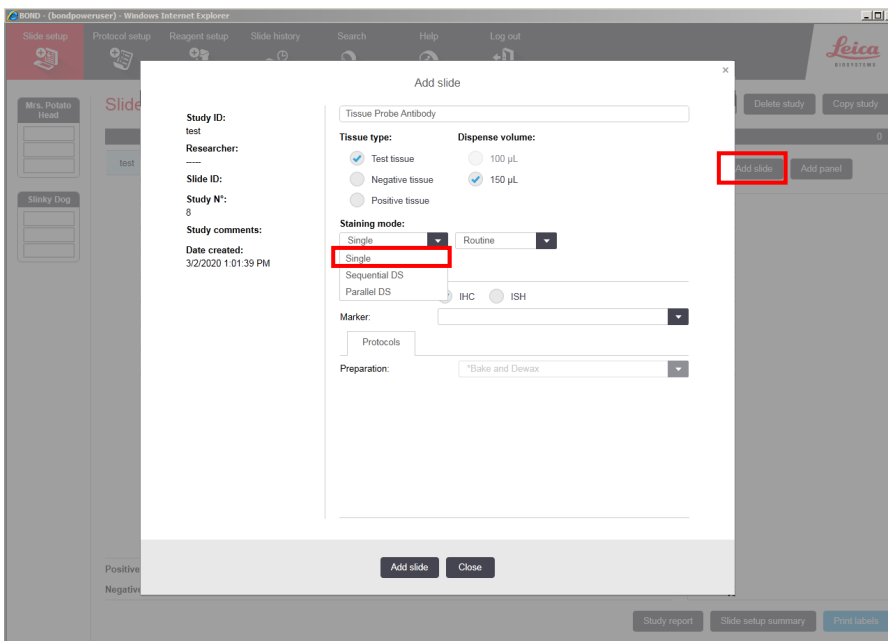 BOND - (bondpoweruser) - Windows Internet Explorer
Slide setup Protocol setup Reagent setup Slide history Search Help Log out
Leica
BIOSYSTEMS
Add slide
×
Mrs. Potato
Head
Slide
Delete study Copy study
0
test
Add slide Add panel
Slinky Dog
Study ID:
test
Researcher:
-----
Slide ID:
Study N°:
8
Study comments:
Date created:
3/2/2020 1:01:39 PM
Tissue Probe Antibody
Tissue type: Dispense volume:
Test tissue 100 µL
Negative tissue 150 µL
Positive tissue
Staining mode:
Single Routine
Single
Sequential DS
Parallel DS
IHC ISH
Marker:
Protocols
Preparation: *Bake and Dewax
Add slide Close
Positive
Negative
Study report Slide setup summary Print labels